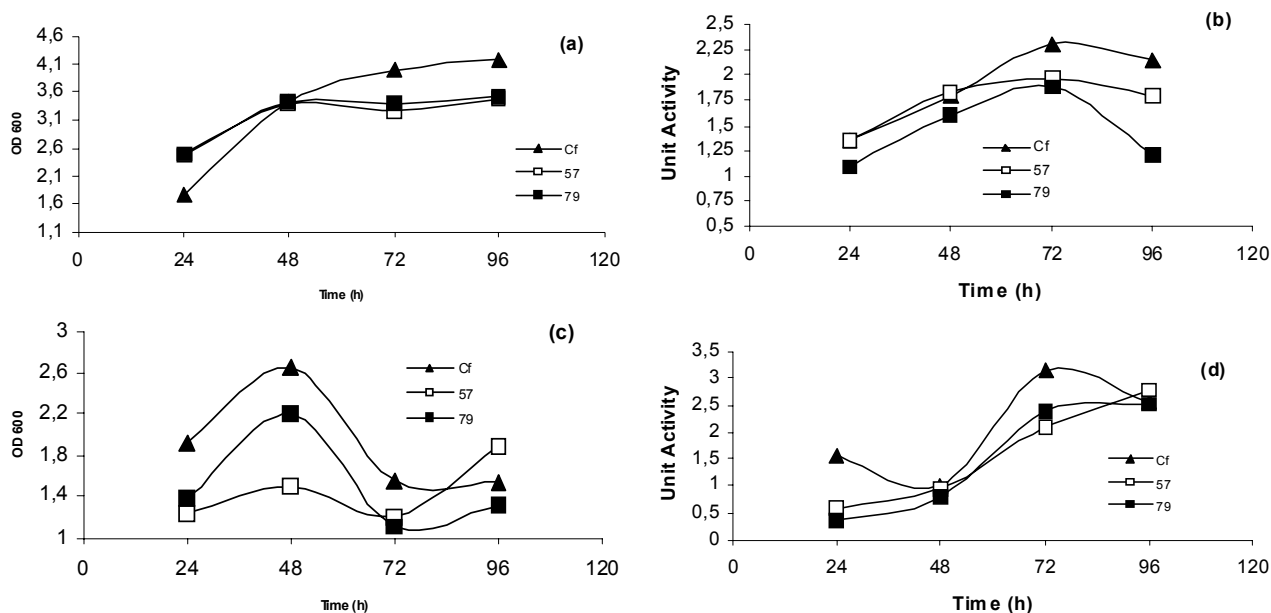 (a)
4,6
4,1
3,6
3,1
2,6
2,1
1,6
1,1
OD 600
Cf
57
79
0 24 48 72 96 120
Time (h)
(b)
2,5
2,25
2
1,75
1,5
1,25
1
0,75
0,5
Unit Activity
Cf
57
79
0 24 48 72 96 120
Time (h)
(c)
3
2,6
2,2
1,8
1,4
1
OD 600
Cf
57
79
0 24 48 72 96 120
Time (h)
(d)
3,5
3
2,5
2
1,5
1
0,5
0
Unit Activity
Cf
57
79
0 24 48 72 96 120
Time (h)